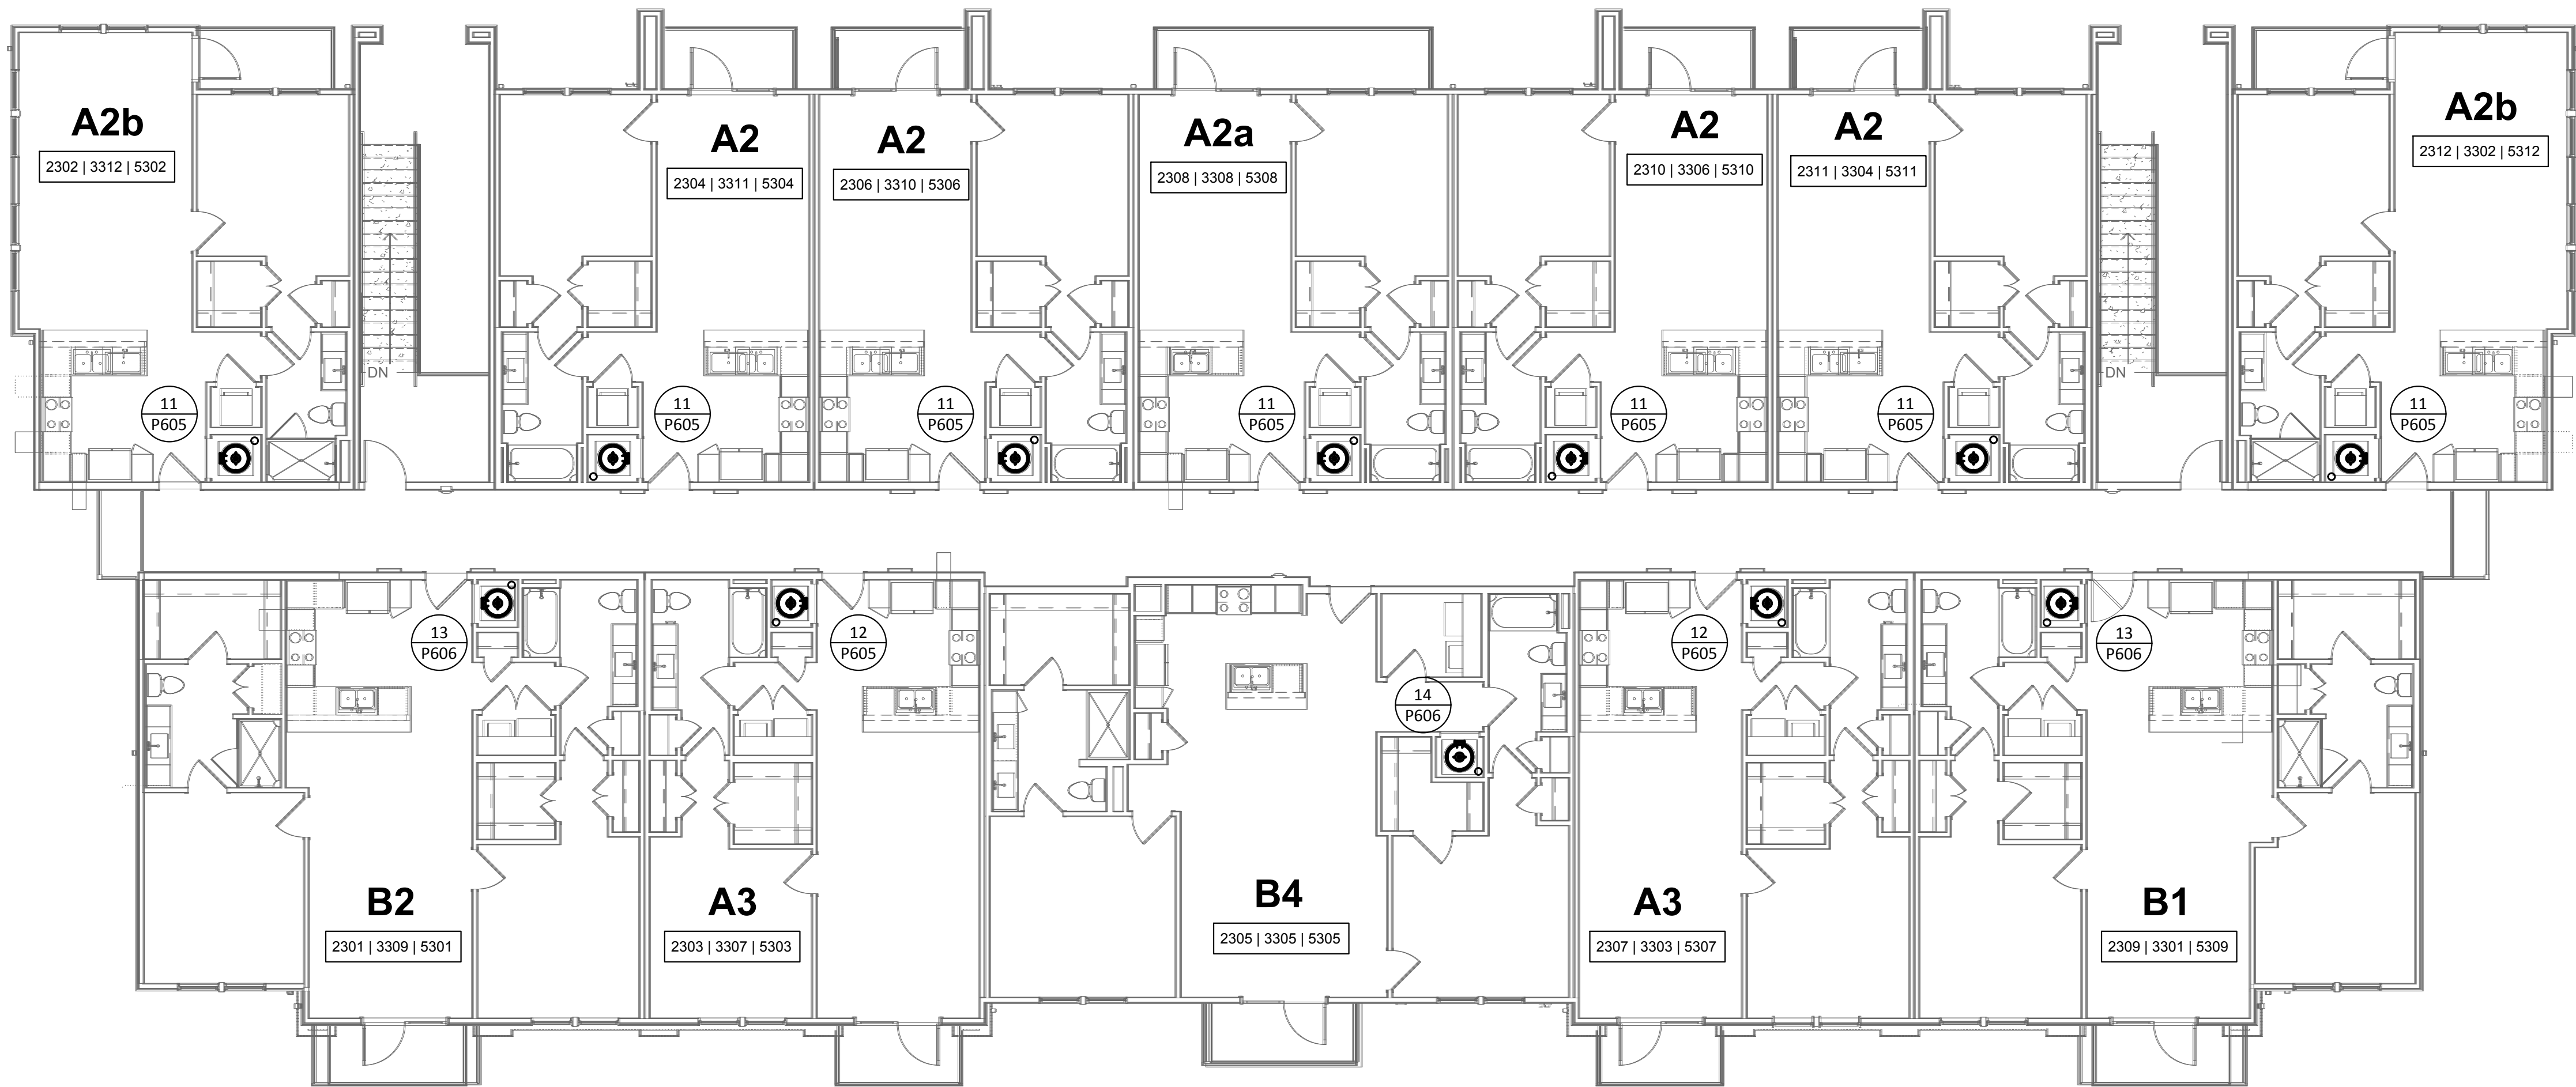 A2b
2302 | 3312 | 5302
A2
2304 | 3311 | 5304
A2
2306 | 3310 | 5306
A2a
2308 | 3308 | 5308
A2
2310 | 3306 | 5310
A2
2311 | 3304 | 5311
A2b
2312 | 3302 | 5312
DN
DN
11
P605
11
P605
11
P605
11
P605
11
P605
11
P605
11
P605
13
P606
12
P605
14
P606
12
P605
13
P606
B2
2301 | 3309 | 5301
A3
2303 | 3307 | 5303
B4
2305 | 3305 | 5305
A3
2307 | 3303 | 5307
B1
2309 | 3301 | 5309